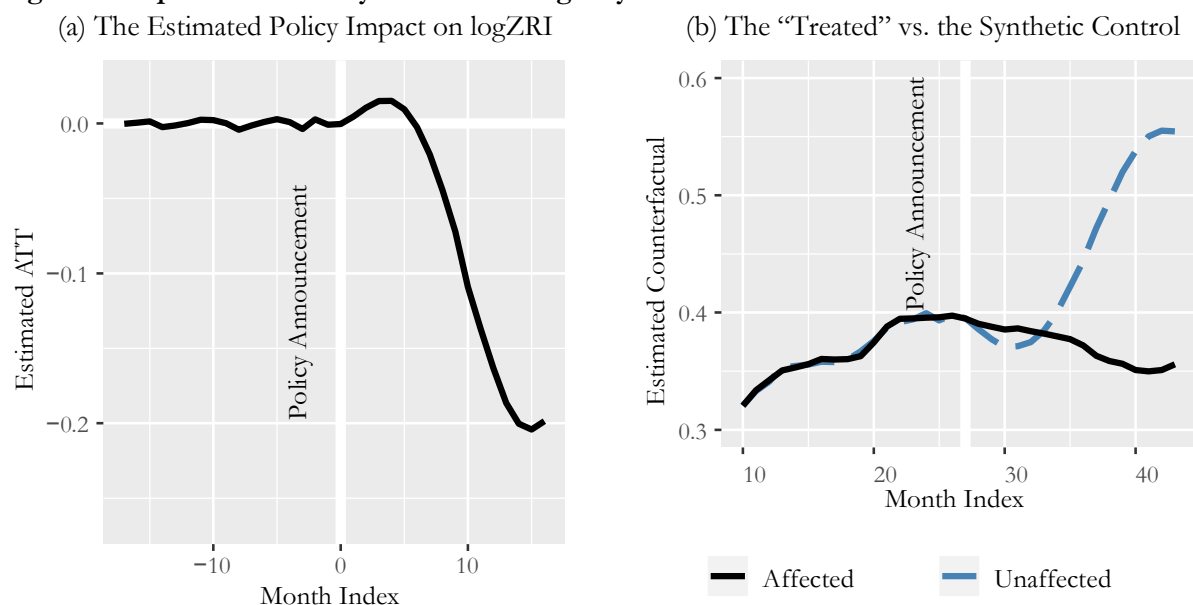 (a) The Estimated Policy Impact on logZRI
Estimated ATT
0.0
−0.1
−0.2
Policy Announcement
−10
0
10
Month Index
(b) The “Treated” vs. the Synthetic Control
Estimated Counterfactual
0.6
0.5
0.4
0.3
Policy Announcement
10
20
30
40
Month Index
Affected
Unaffected